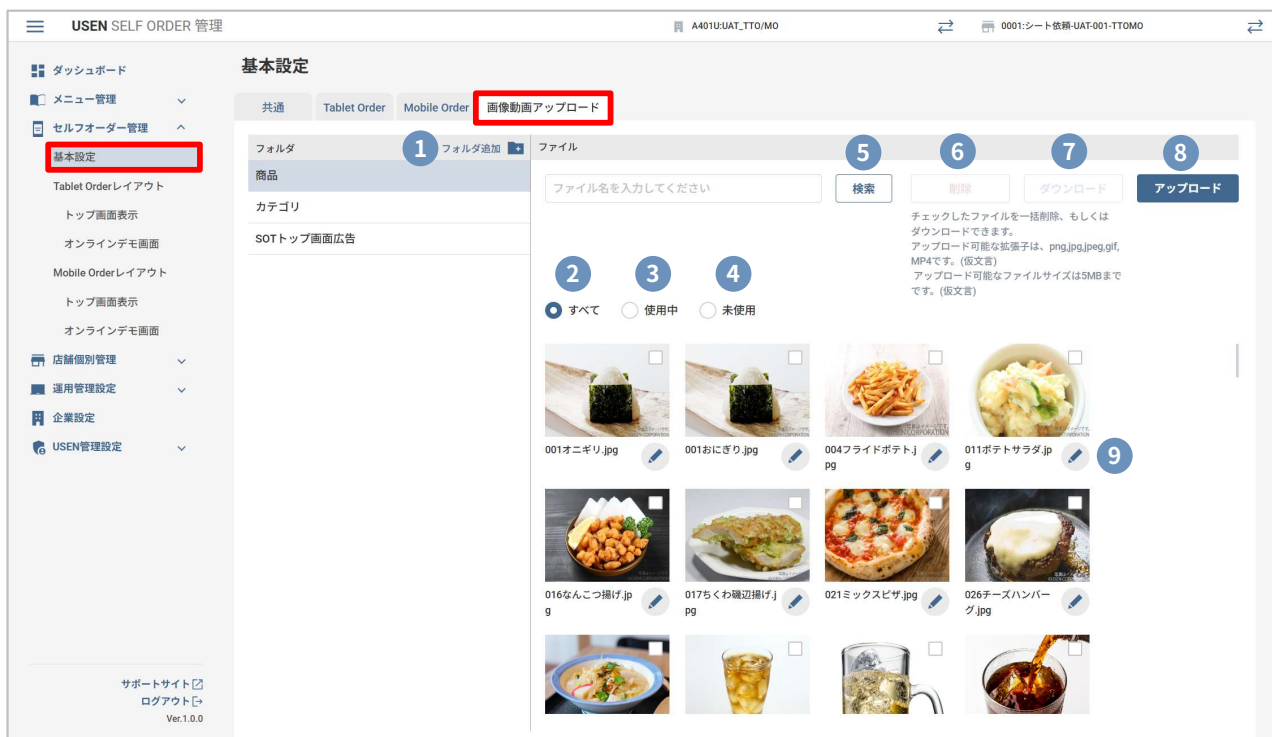 USEN SELF ORDER 管理
A401U:UAT_TTO/MO
0001:シート依頼-UAT-001-TTOMO
ダッシュボード
メニュー管理
セルフオーダー管理
基本設定
Tablet Orderレイアウト
トップ画面表示
オンラインデモ画面
Mobile Orderレイアウト
トップ画面表示
オンラインデモ画面
店舗個別管理
運用管理設定
企業設定
USEN管理設定
サポートサイト
ログアウト
Ver.1.0.0
基本設定
共通
Tablet Order
Mobile Order
画像動画アップロード
フォルダ
1
フォルダ追加
商品
カテゴリ
SOTトップ画面広告
ファイル
5
6
7
8
ファイル名を入力してください
検索
削除
ダウンロード
アップロード
チェックしたファイルを一括削除、もしくは
ダウンロードできます。
アップロード可能な拡張子は、png,jpg,jpeg,gif,
MP4です。(仮文言)
アップロード可能なファイルサイズは5MBまで
です。(仮文言)
2
3
4
すべて
使用中
未使用
001オニギリ.jpg
001おにぎり.jpg
004フライドポテト.j
pg
011ポテトサラダ.jp
g
9
016なんこつ揚げ.jp
g
017ちくわ磯辺揚げ.j
pg
021ミックスピザ.jpg
026チーズハンバー
グ.jpg